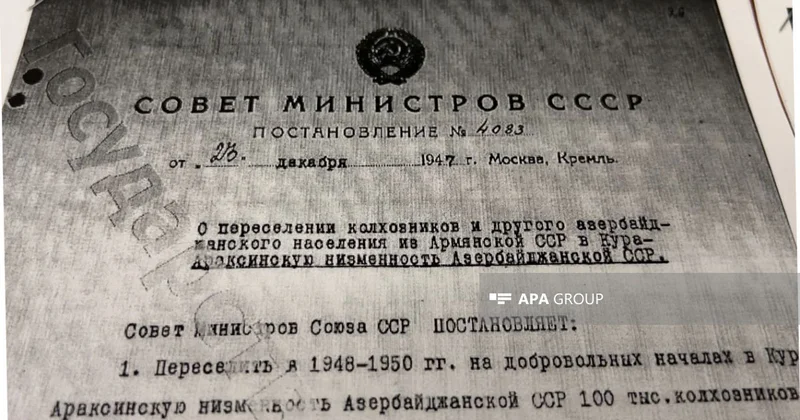 Государств
СОВЕТ МИНИСТРОВ СССР
ПОСТАНОВЛЕНИЕ № 4083
от „23“ декабря 1947 г. Москва, Кремль.
О переселении колхозников и другого азербайд-
жанского населения из Армянской ССР в Кура-
Араксинскую низменность Азербайджанской ССР.
APA GROUP
Совет Министров Союза ССР ПОСТАНОВЛЯЕТ:
1. Переселить в 1948-1950 гг. на добровольных началах в Кур
Араксинскую низменность Азербайджанской ССР 100 тыс.колхозников